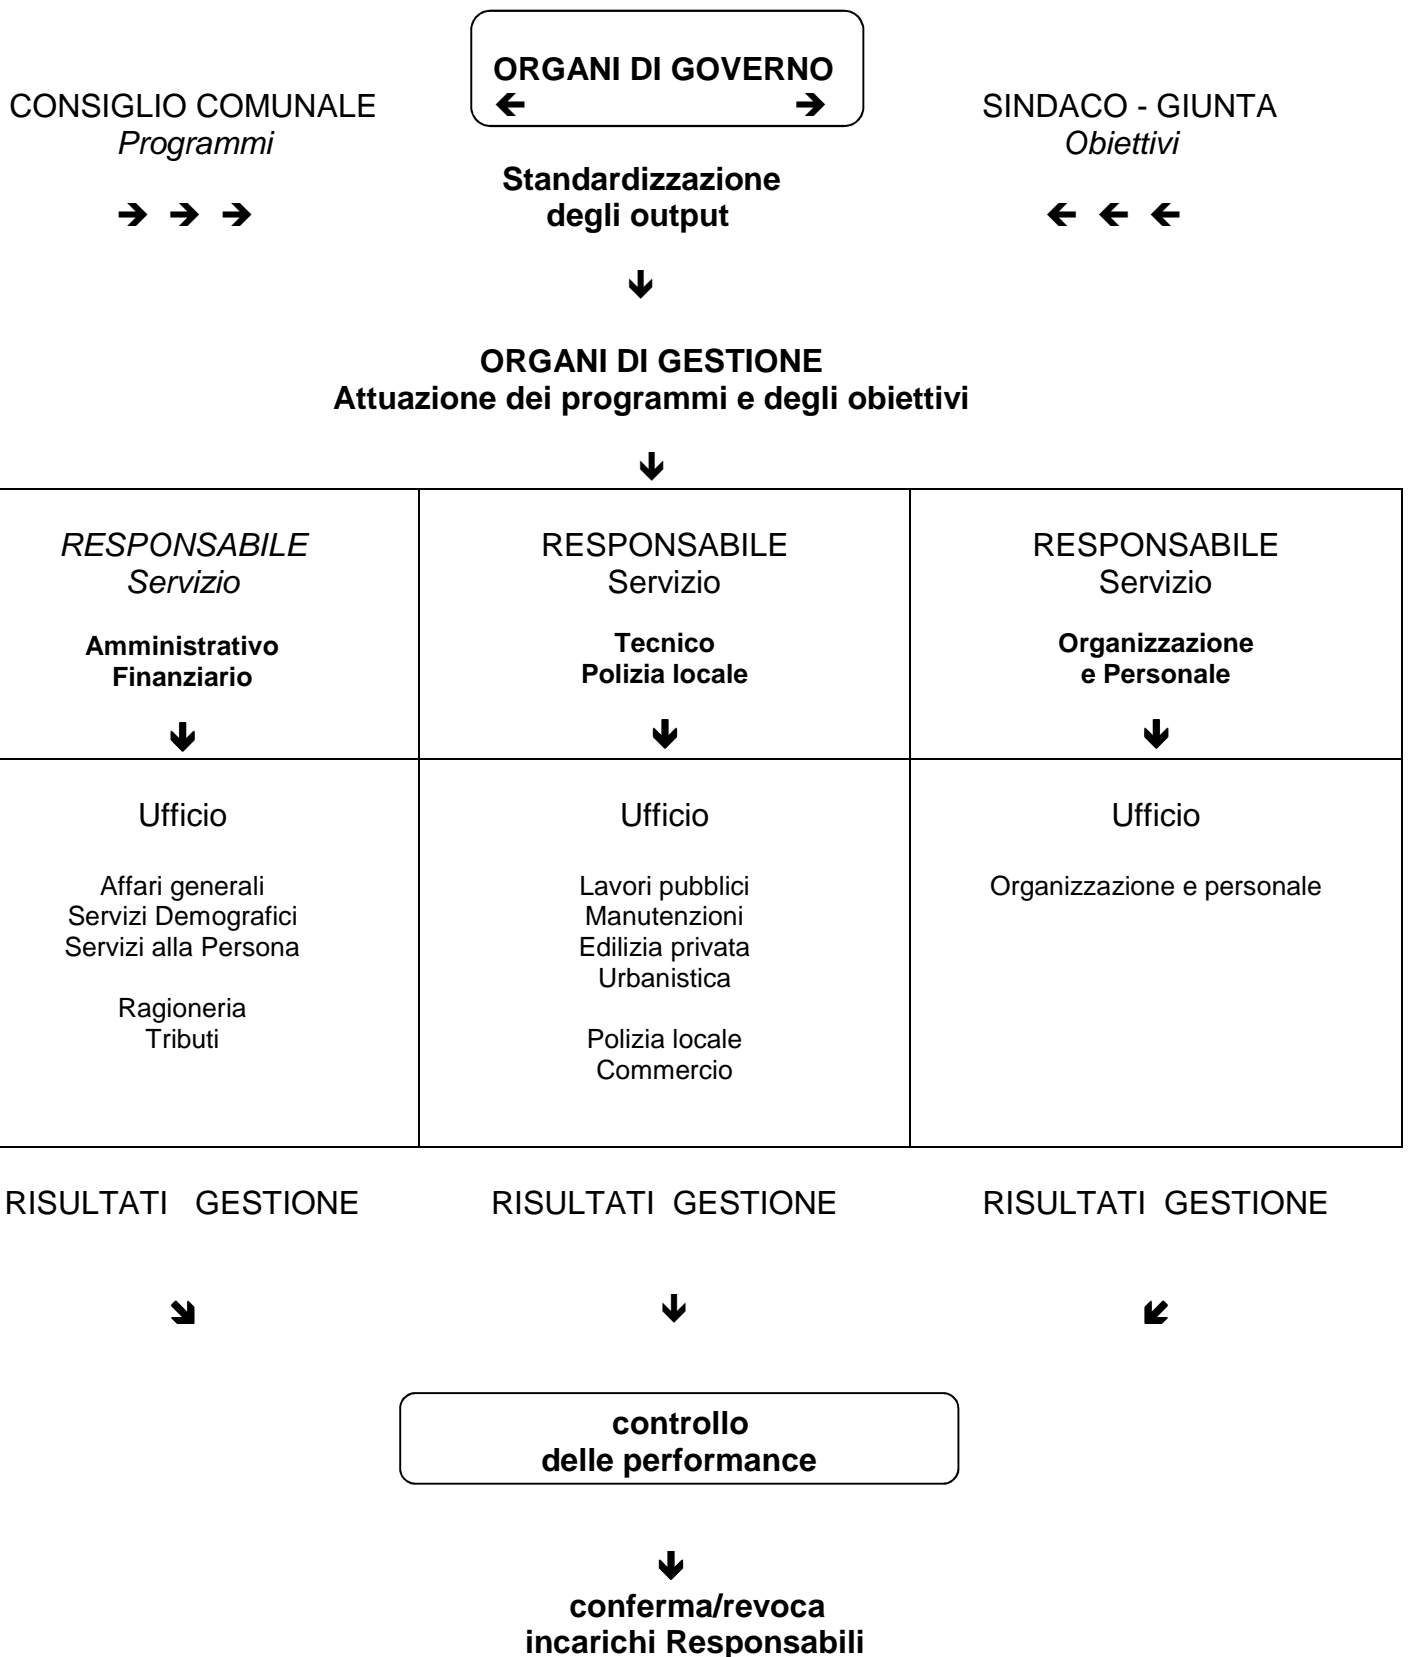 ORGANI DI GOVERNO
← →
CONSIGLIO COMUNALE
Programmi
→ → →
SINDACO - GIUNTA
Obiettivi
← ← ←
Standardizzazione
degli output
↓
ORGANI DI GESTIONE
Attuazione dei programmi e degli obiettivi
↓
RESPONSABILE
Servizio
Amministrativo
Finanziario
↓
RESPONSABILE
Servizio
Tecnico
Polizia locale
↓
RESPONSABILE
Servizio
Organizzazione
e Personale
↓
Ufficio
Affari generali
Servizi Demografici
Servizi alla Persona
Ragioneria
Tributi
Ufficio
Lavori pubblici
Manutenzioni
Edilizia privata
Urbanistica
Polizia locale
Commercio
Ufficio
Organizzazione e personale
RISULTATI GESTIONE
RISULTATI GESTIONE
RISULTATI GESTIONE
↘ ↓ ↙
controllo
delle performance
↓
conferma/revoca
incarichi Responsabili